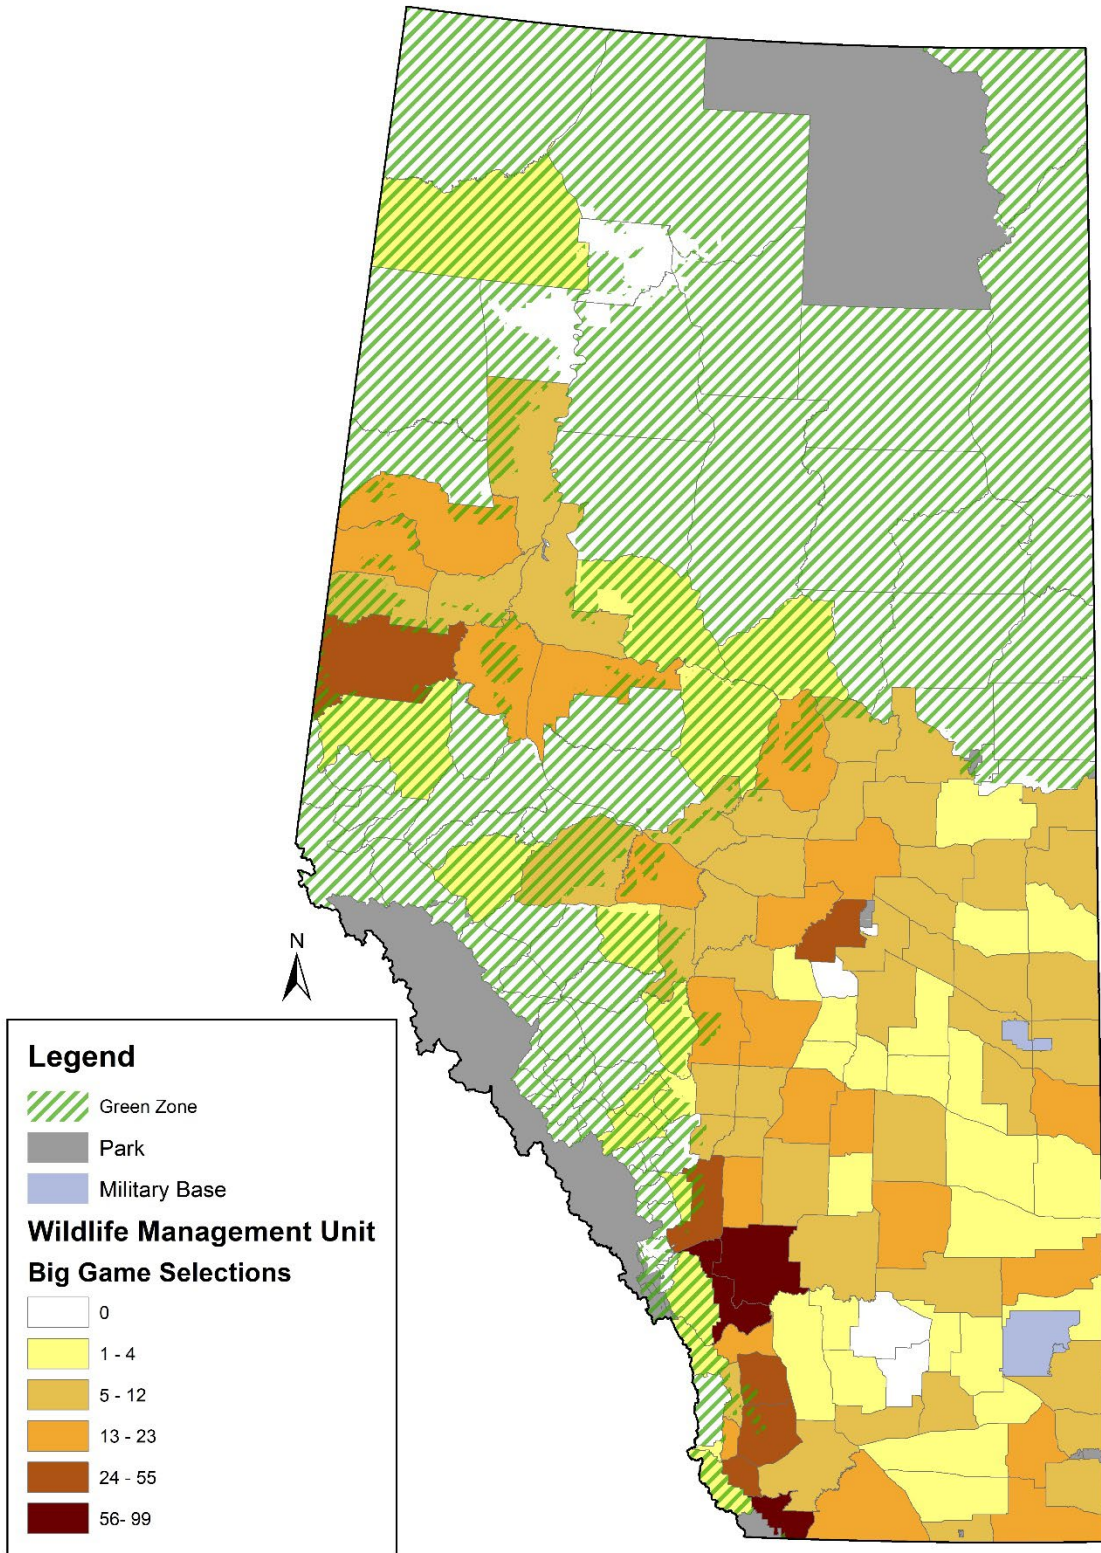 N
Legend
Green Zone
Park
Military Base
Wildlife Management Unit
Big Game Selections
0
1 - 4
5 - 12
13 - 23
24 - 55
56- 99